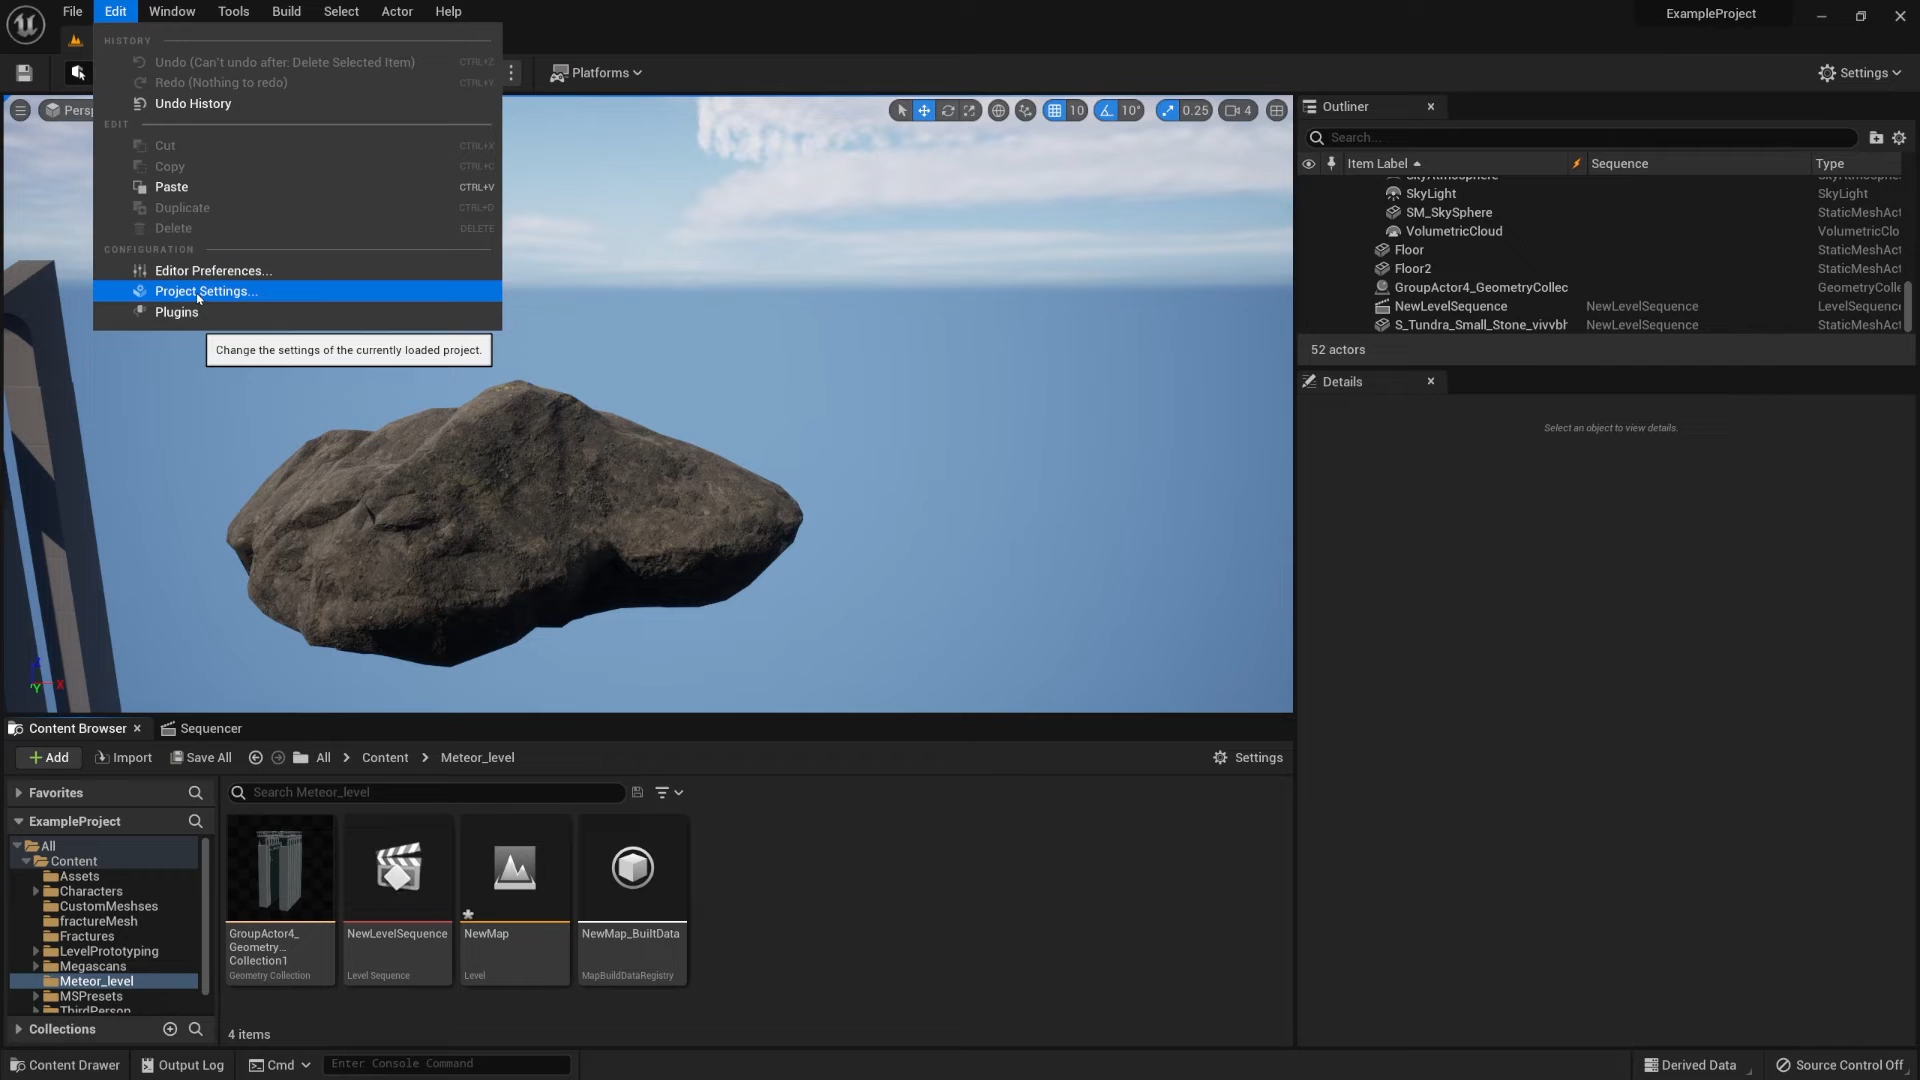 File Edit Window Tools Build Select Actor Help
ExampleProject
HISTORY
Undo (Can't undo after: Delete Selected Item) CTRL+Z
Redo (Nothing to redo) CTRL+Y
Undo History
EDIT
Cut CTRL+X
Copy CTRL+C
Paste CTRL+V
Duplicate CTRL+D
Delete DELETE
CONFIGURATION
Editor Preferences...
Project Settings...
Plugins
Change the settings of the currently loaded project.
Platforms
Settings
Persp
10 10° 0.25 4
Outliner
Search...
Item Label Sequence Type
SkyAtmosphere SkyAtmosphere
SkyLight SkyLight
SM_SkySphere StaticMeshAct
VolumetricCloud VolumetricClo
Floor StaticMeshAct
Floor2 StaticMeshAct
GroupActor4_GeometryCollec GeometryColle
NewLevelSequence NewLevelSequence LevelSequence
S_Tundra_Small_Stone_vivvbh NewLevelSequence StaticMeshAct
52 actors
Details
Select an object to view details.
Content Browser Sequencer
Add Import Save All All Content Meteor_level Settings
Favorites
Search Meteor_level
ExampleProject
All
Content
Assets
Characters
CustomMeshses
fractureMesh
Fractures
LevelPrototyping
Megascans
Meteor_level
MSPresets
ThirdPerson
Collections
GroupActor4_
Geometry...
Collection1
Geometry Collection
NewLevelSequence
Level Sequence
NewMap
Level
NewMap_BuiltData
MapBuildDataRegistry
4 items
Content Drawer Output Log Cmd Enter Console Command Derived Data Source Control Off